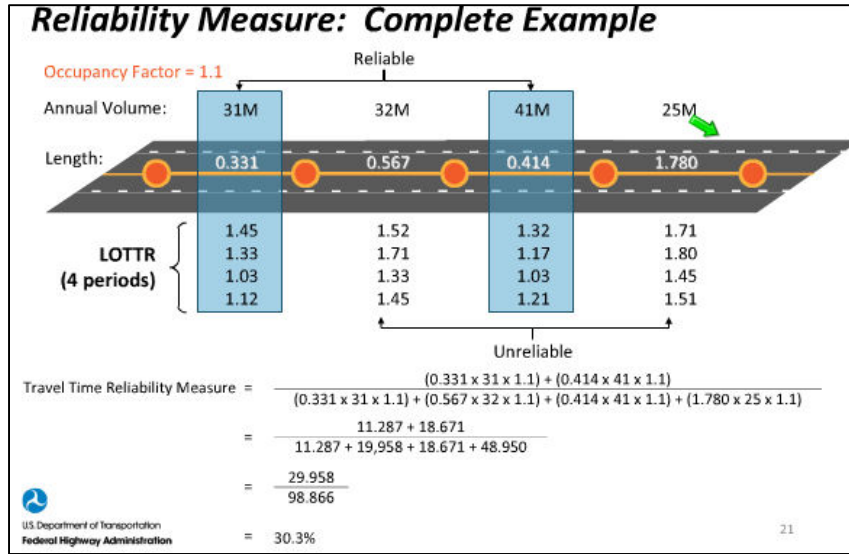 Reliability Measure: Complete Example
Reliable
Occupancy Factor = 1.1
Annual Volume: 31M 32M 41M 25M
Length: 0.331 0.567 0.414 1.780
LOTTR
(4 periods)
1.45 1.52 1.32 1.71
1.33 1.71 1.17 1.80
1.03 1.33 1.03 1.45
1.12 1.45 1.21 1.51
Unreliable
Travel Time Reliability Measure =
(0.331 x 31 x 1.1) + (0.414 x 41 x 1.1)
(0.331 x 31 x 1.1) + (0.567 x 32 x 1.1) + (0.414 x 41 x 1.1) + (1.780 x 25 x 1.1)
=
11.287 + 18.671
11.287 + 19,958 + 18.671 + 48.950
=
29.958
98.866
= 30.3%
U.S. Department of Transportation
Federal Highway Administration
21